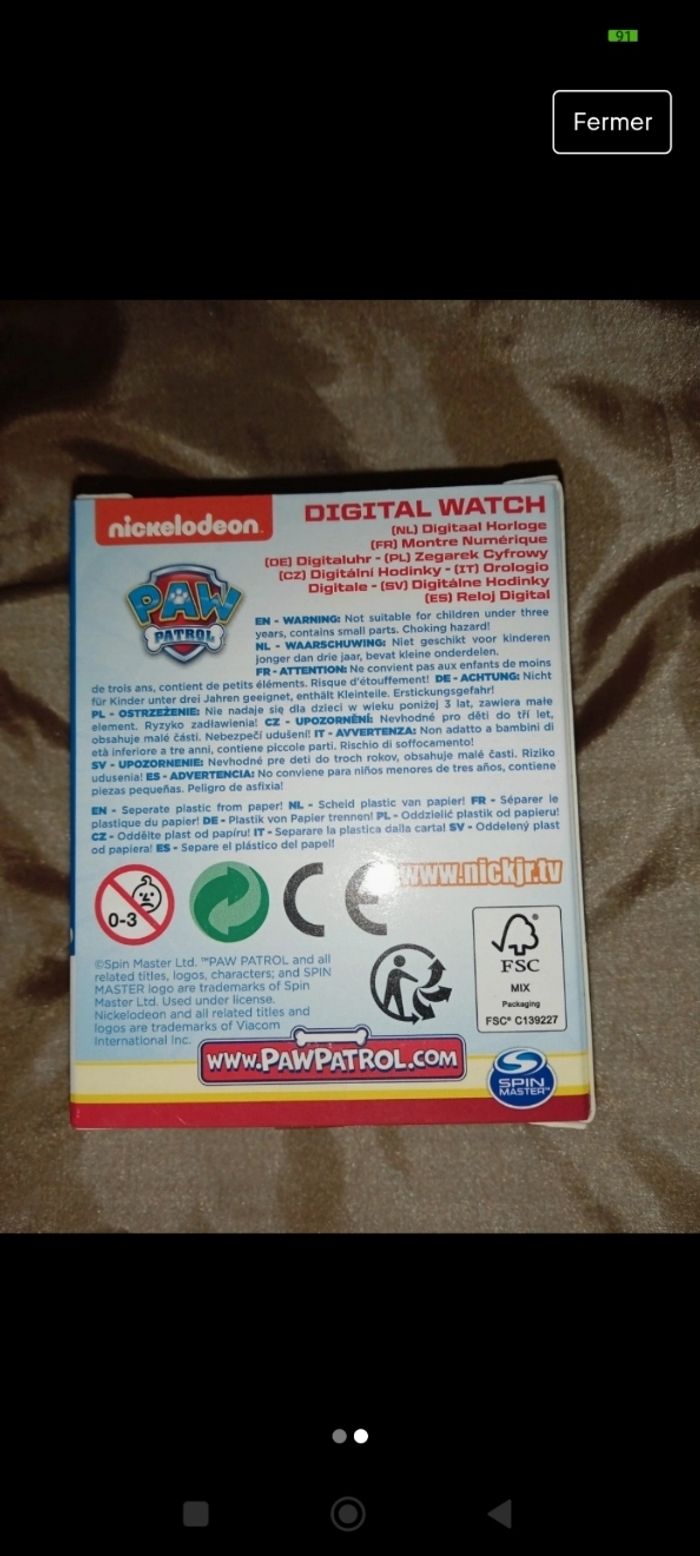 91
Fermer
nickelodeon
DIGITAL WATCH
(NL) Digitaal Horloge
(FR) Montre Numérique
(DE) Digitaluhr - (PL) Zegarek Cyfrowy
(CZ) Digitální Hodinky - (IT) Orologio
Digitale - (SV) Digitálne Hodinky
(ES) Reloj Digital
PAW
PATROL
EN - WARNING: Not suitable for children under three
years, contains small parts. Choking hazard!
NL - WAARSCHUWING: Niet geschikt voor kinderen
jonger dan drie jaar, bevat kleine onderdelen.
FR - ATTENTION: Ne convient pas aux enfants de moins
de trois ans, contient de petits éléments. Risque d'étouffement! DE - ACHTUNG: Nicht
für Kinder unter drei Jahren geeignet, enthält Kleinteile. Erstickungsgefahr!
PL - OSTRZEŻENIE: Nie nadaje się dla dzieci w wieku poniżej 3 lat, zawiera małe
element. Ryzyko zadławienia! CZ - UPOZORNĚNÍ: Nevhodné pro děti do tří let,
obsahuje malé části. Nebezpečí udušení! IT - AVVERTENZA: Non adatto a bambini di
età inferiore a tre anni, contiene piccole parti. Rischio di soffocamento!
SV - UPOZORNENIE: Nevhodné pre deti do troch rokov, obsahuje malé časti. Riziko
udusenia! ES - ADVERTENCIA: No conviene para niños menores de tres años, contiene
piezas pequeñas. Peligro de asfixia!
EN - Seperate plastic from paper! NL - Scheid plastic van papier! FR - Séparer le
plastique du papier! DE - Plastik von Papier trennen! PL - Oddzielić plastik od papieru!
CZ - Oddělte plast od papíru! IT - Separare la plastica dalla carta! SV - Oddelený plast
od papiera! ES - Separe el plástico del papel!
www.nickjr.tv
0-3
CE
FSC
MIX
Packaging
FSC® C139227
©Spin Master Ltd. ™PAW PATROL and all
related titles, logos, characters; and SPIN
MASTER logo are trademarks of Spin
Master Ltd. Used under license.
Nickelodeon and all related titles and
logos are trademarks of Viacom
International Inc.
www.PAWPATROL.com
SPIN
MASTER™